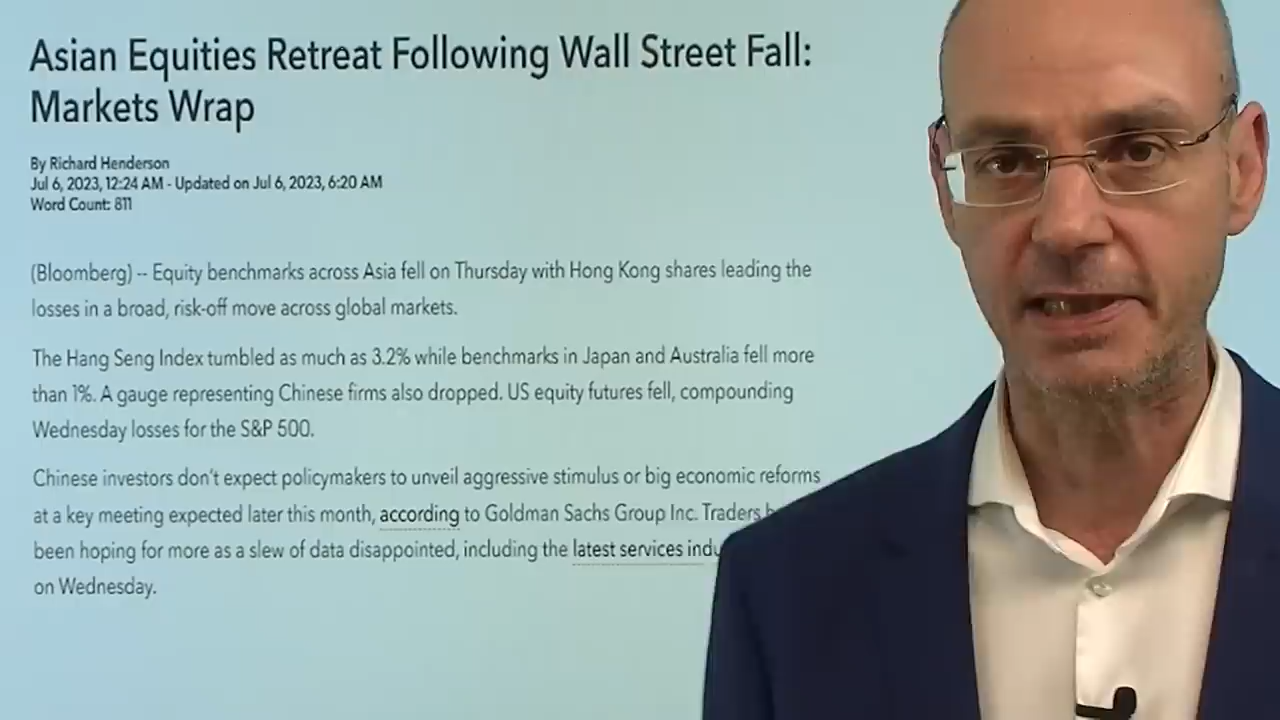 Asian Equities Retreat Following Wall Street Fall:
Markets Wrap
By Richard Henderson
Jul 6, 2023, 12:24 AM - Updated on Jul 6, 2023, 6:20 AM
Word Count: 811
(Bloomberg) -- Equity benchmarks across Asia fell on Thursday with Hong Kong shares leading the
losses in a broad, risk-off move across global markets.
The Hang Seng Index tumbled as much as 3.2% while benchmarks in Japan and Australia fell more
than 1%. A gauge representing Chinese firms also dropped. US equity futures fell, compounding
Wednesday losses for the S&P 500.
Chinese investors don't expect policymakers to unveil aggressive stimulus or big economic reforms
at a key meeting expected later this month, according to Goldman Sachs Group Inc. Traders
been hoping for more as a slew of data disappointed, including the latest services
on Wednesday.